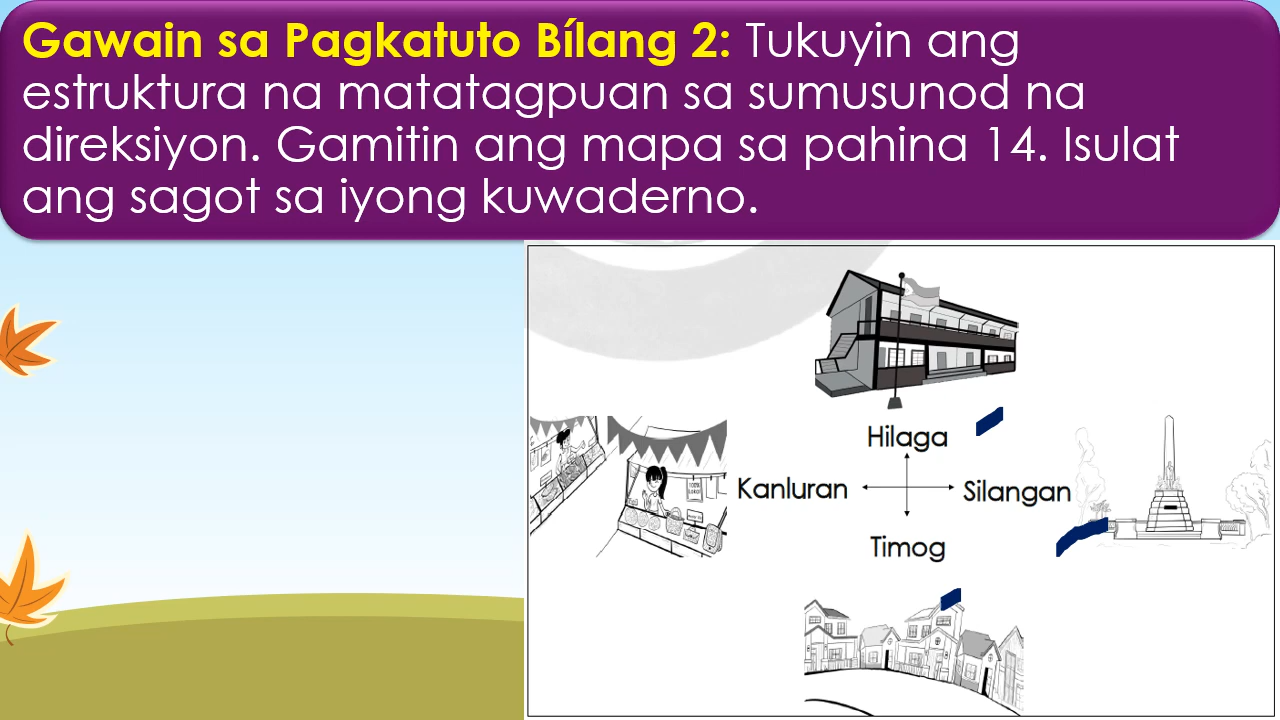 Gawain sa Pagkatuto Bílang 2: Tukuyin ang
estruktura na matatagpuan sa sumusunod na
direksiyon. Gamitin ang mapa sa pahina 14. Isulat
ang sagot sa iyong kuwaderno.
Hilaga
Kanluran
Silangan
Timog